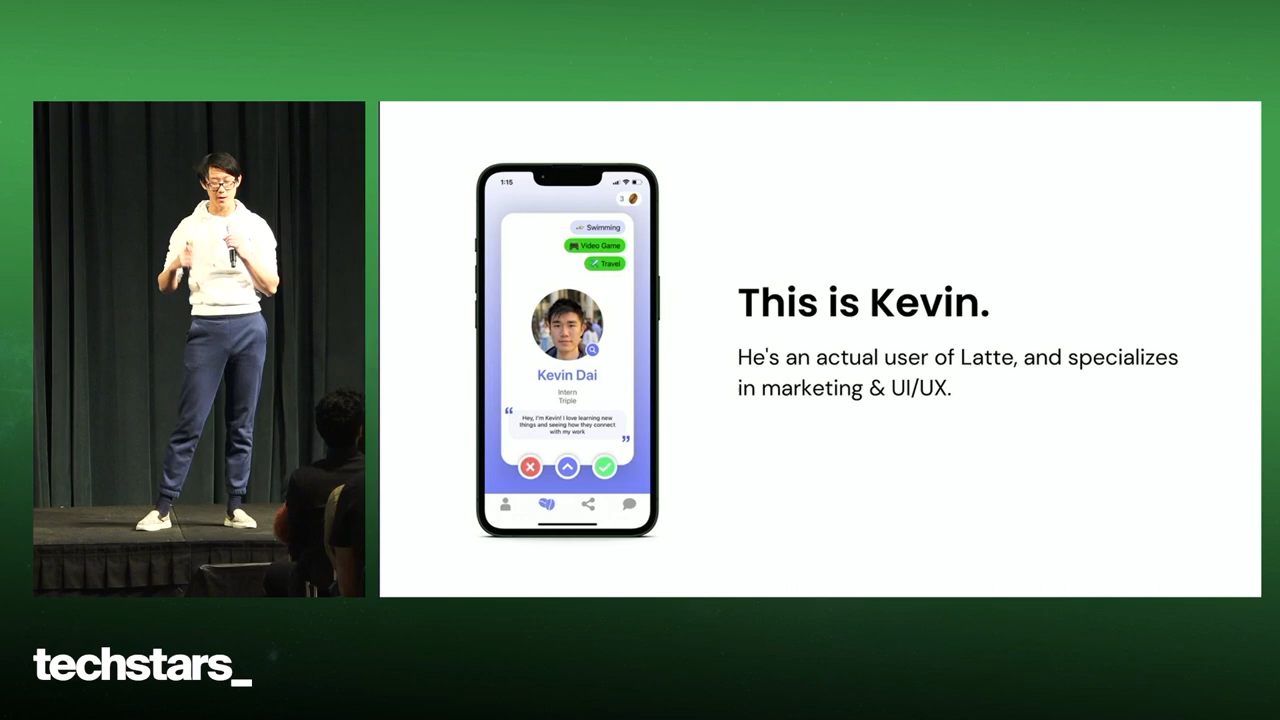 1:15
3
Swimming
Video Game
Travel
Kevin Dai
Intern
Triple
“
Hey, I'm Kevin! I love learning new
things and seeing how they connect
with my work
”
This is Kevin.
He's an actual user of Latte, and specializes
in marketing & UI/UX.
techstars_